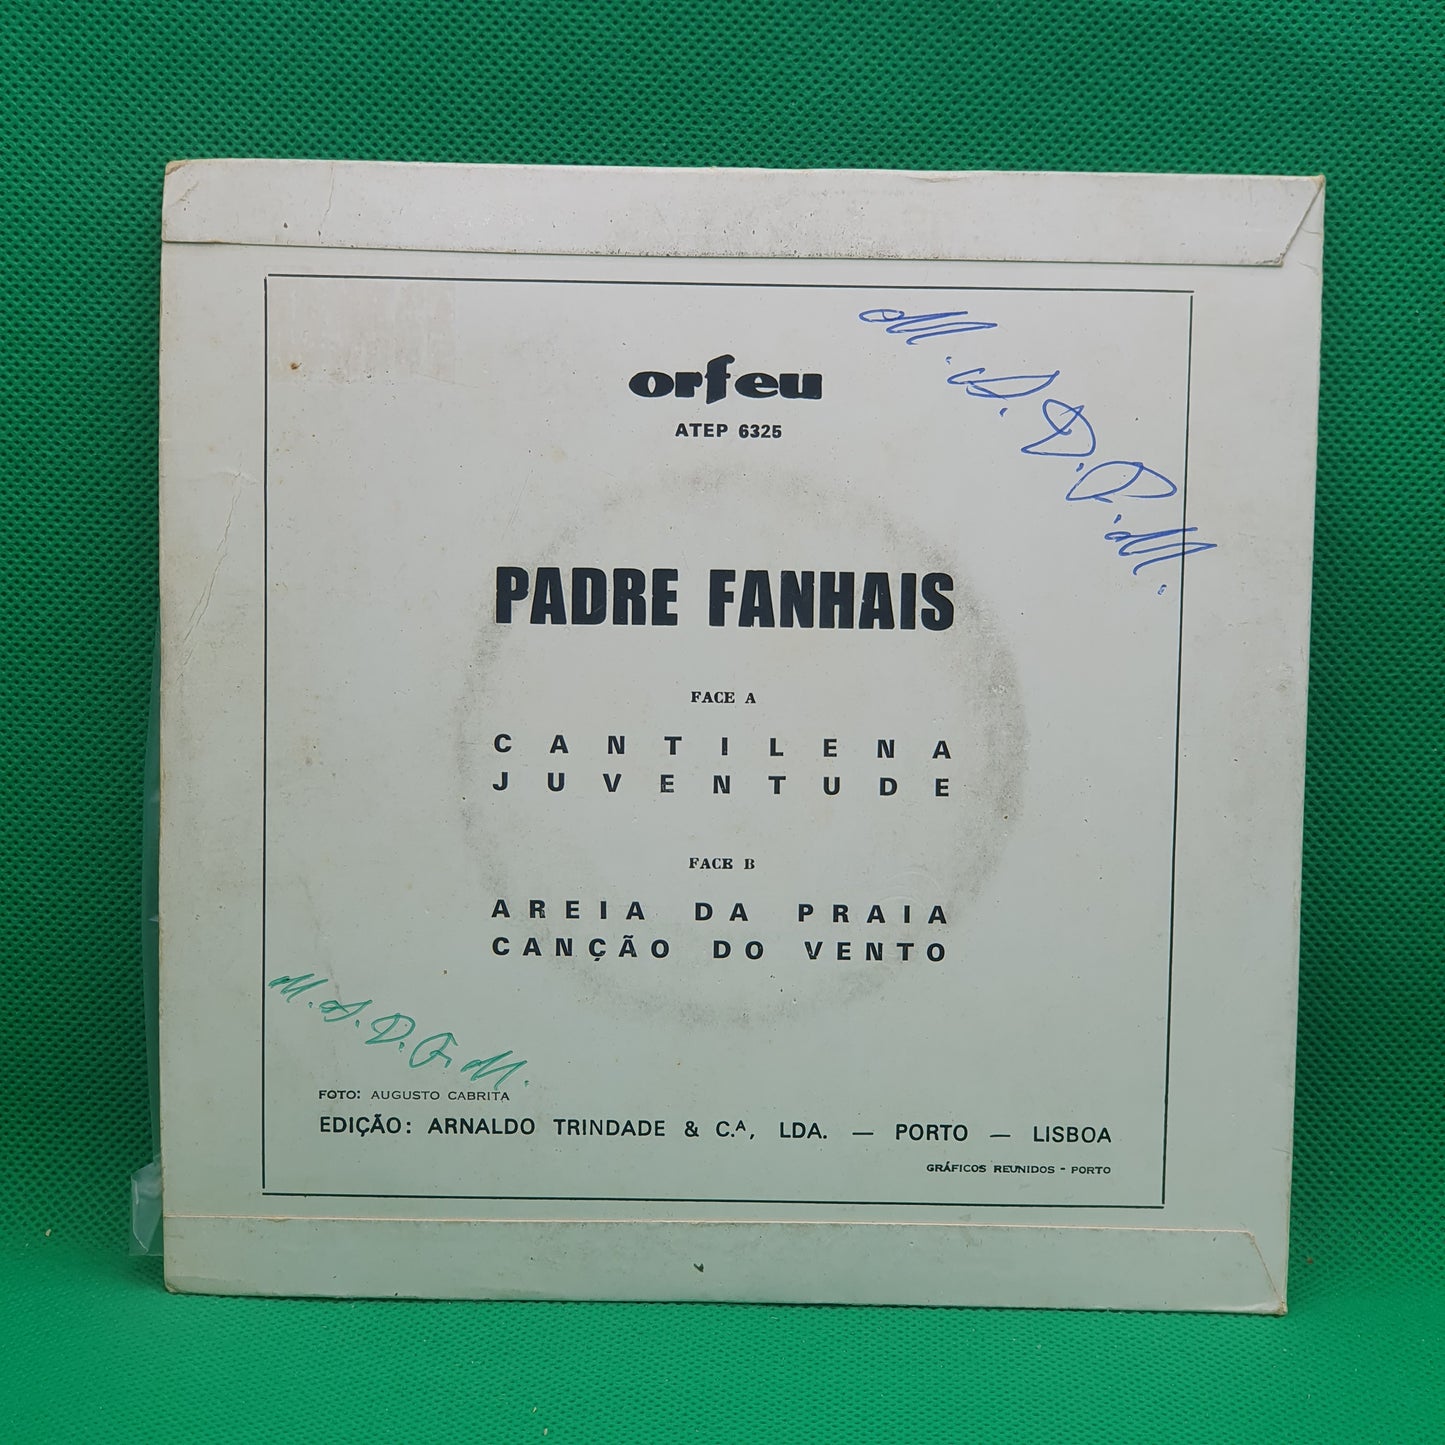 orfeu
ATEP 6325
M. S. D. F. M.
PADRE FANHAIS
FACE A
CANTILENA
JUVENTUDE
FACE B
AREIA DA PRAIA
CANÇÃO DO VENTO
M. S. D. F. M.
FOTO: AUGUSTO CABRITA
EDIÇÃO: ARNALDO TRINDADE & C.ᴬ, LDA. — PORTO — LISBOA
GRÁFICOS REUNIDOS - PORTO